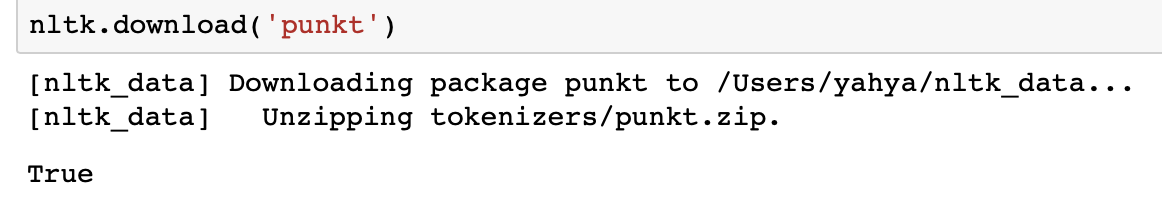 nltk.download('punkt')
[nltk_data] Downloading package punkt to /Users/yahya/nltk_data...
[nltk_data]   Unzipping tokenizers/punkt.zip.
True